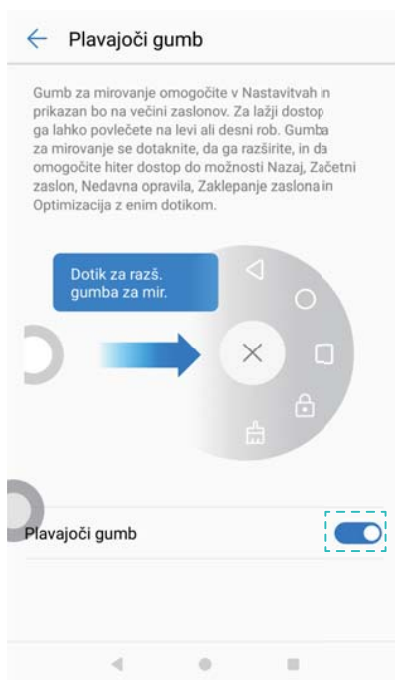 Plavajoči gumb
Gumb za mirovanje omogočite v Nastavitvah n
prikazan bo na večini zaslonov. Za lažji dostop
ga lahko povlečete na levi ali desni rob. Gumba
za mirovanje se dotaknite, da ga razširite, in da
omogočite hiter dostop do možnosti Nazaj, Začetni
zaslon, Nedavna opravila, Zaklepanje zaslona in
Optimizacija z enim dotikom.
Dotik za razš.
gumba za mir.
Plavajoči gumb